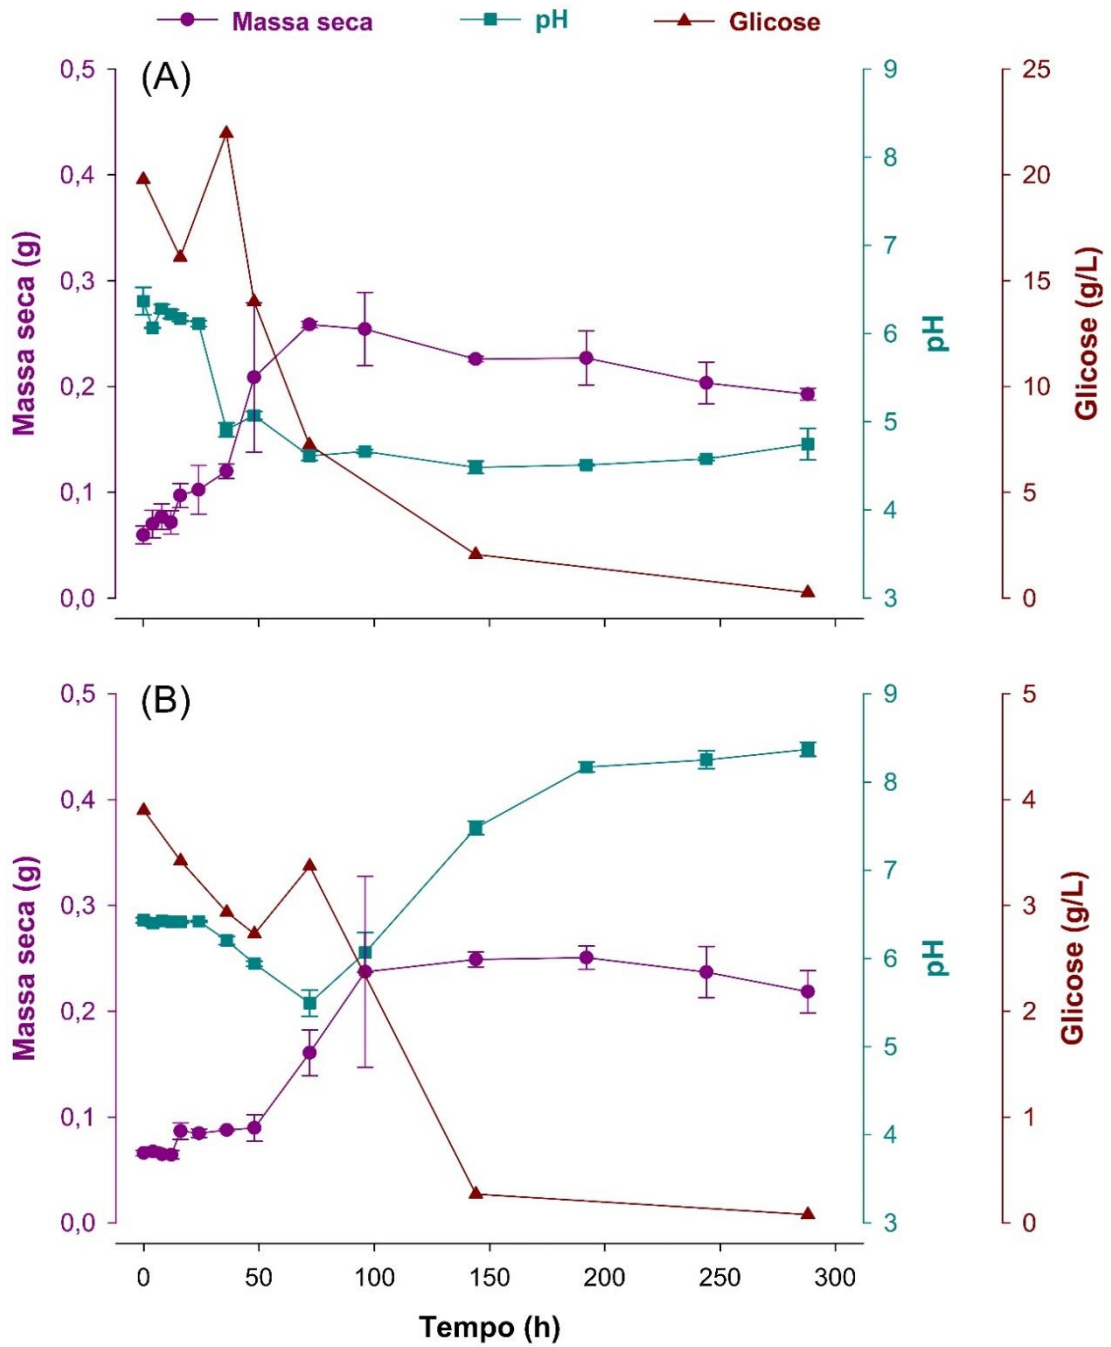 Massa seca pH Glicose
(A)
0,5 9 25
8
0,4 20
7
0,3 15
6
0,2 10
5
0,1 5
4
0,0 3 0
Massa seca (g)
pH
Glicose (g/L)
(B)
0,5 9 5
8
0,4 4
7
0,3 3
6
0,2 2
5
0,1 1
4
0,0 3 0
Massa seca (g)
pH
Glicose (g/L)
0 50 100 150 200 250 300
Tempo (h)